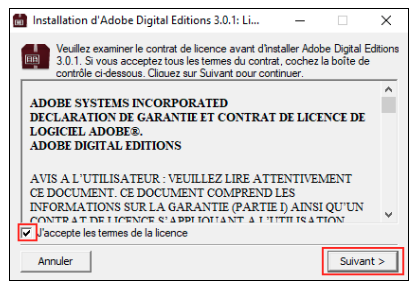 Installation d'Adobe Digital Editions 3.0.1: Li...
Veuillez examiner le contrat de licence avant d'installer Adobe Digital Editions
3.0.1. Si vous acceptez tous les termes du contrat, cochez la boîte de
contrôle ci-dessous. Cliquez sur Suivant pour continuer.
ADOBE SYSTEMS INCORPORATED
DECLARATION DE GARANTIE ET CONTRAT DE LICENCE DE
LOGICIEL ADOBE®.
ADOBE DIGITAL EDITIONS
AVIS A L'UTILISATEUR : VEUILLEZ LIRE ATTENTIVEMENT
CE DOCUMENT. CE DOCUMENT COMPREND LES
INFORMATIONS SUR LA GARANTIE (PARTIE I) AINSI QU'UN
CONTRAT DE LICENCE S'APPLIQUANT A L'UTILISATION
J'accepte les termes de la licence
Annuler
Suivant >